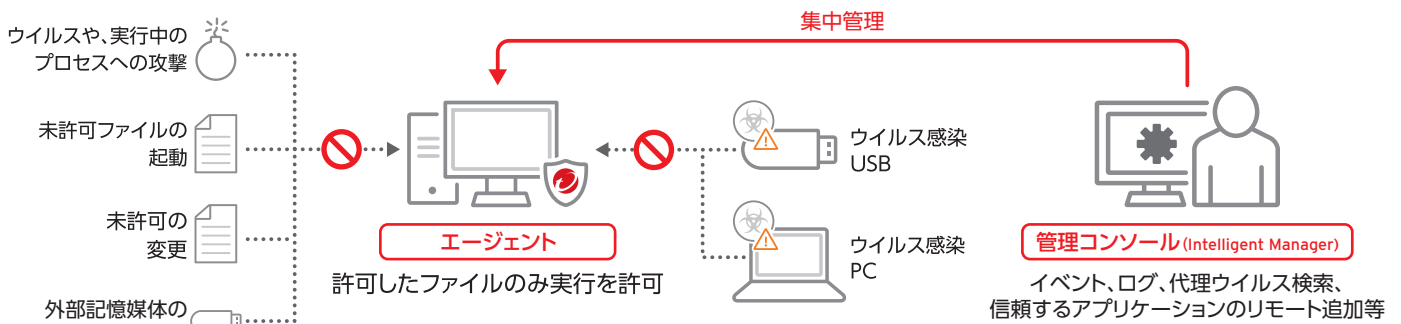 集中管理
ウイルスや、実行中の
プロセスへの攻撃
未許可ファイルの
起動
未許可の
変更
外部記憶媒体の
エージェント
許可したファイルのみ実行を許可
ウイルス感染
USB
ウイルス感染
PC
管理コンソール(Intelligent Manager)
イベント、ログ、代理ウイルス検索、
信頼するアプリケーションのリモート追加等